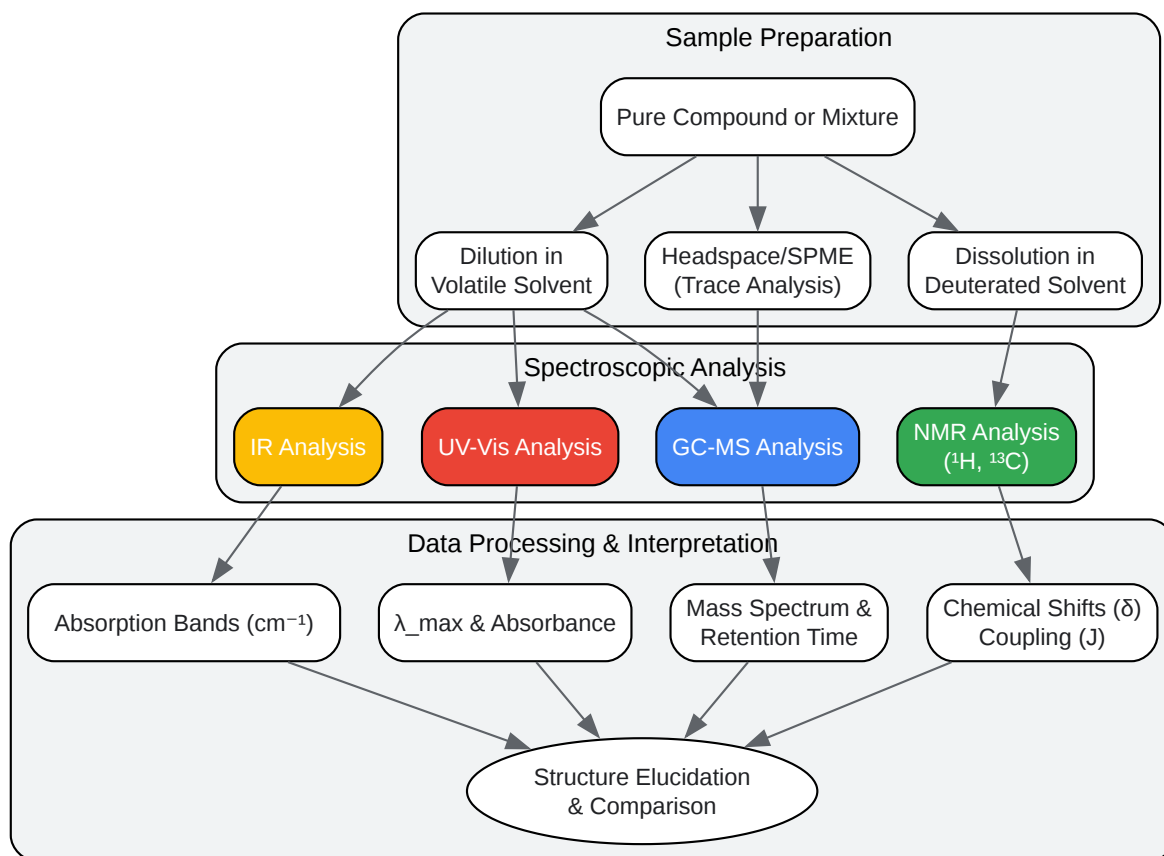 Sample Preparation
Pure Compound or Mixture
Dilution in
Volatile Solvent
Headspace/SPME
(Trace Analysis)
Dissolution in
Deuterated Solvent
Spectroscopic Analysis
IR Analysis
UV-Vis Analysis
GC-MS Analysis
NMR Analysis
(¹H, ¹³C)
Data Processing & Interpretation
Absorption Bands (cm⁻¹)
λ_max & Absorbance
Mass Spectrum &
Retention Time
Chemical Shifts (δ)
Coupling (J)
Structure Elucidation
& Comparison